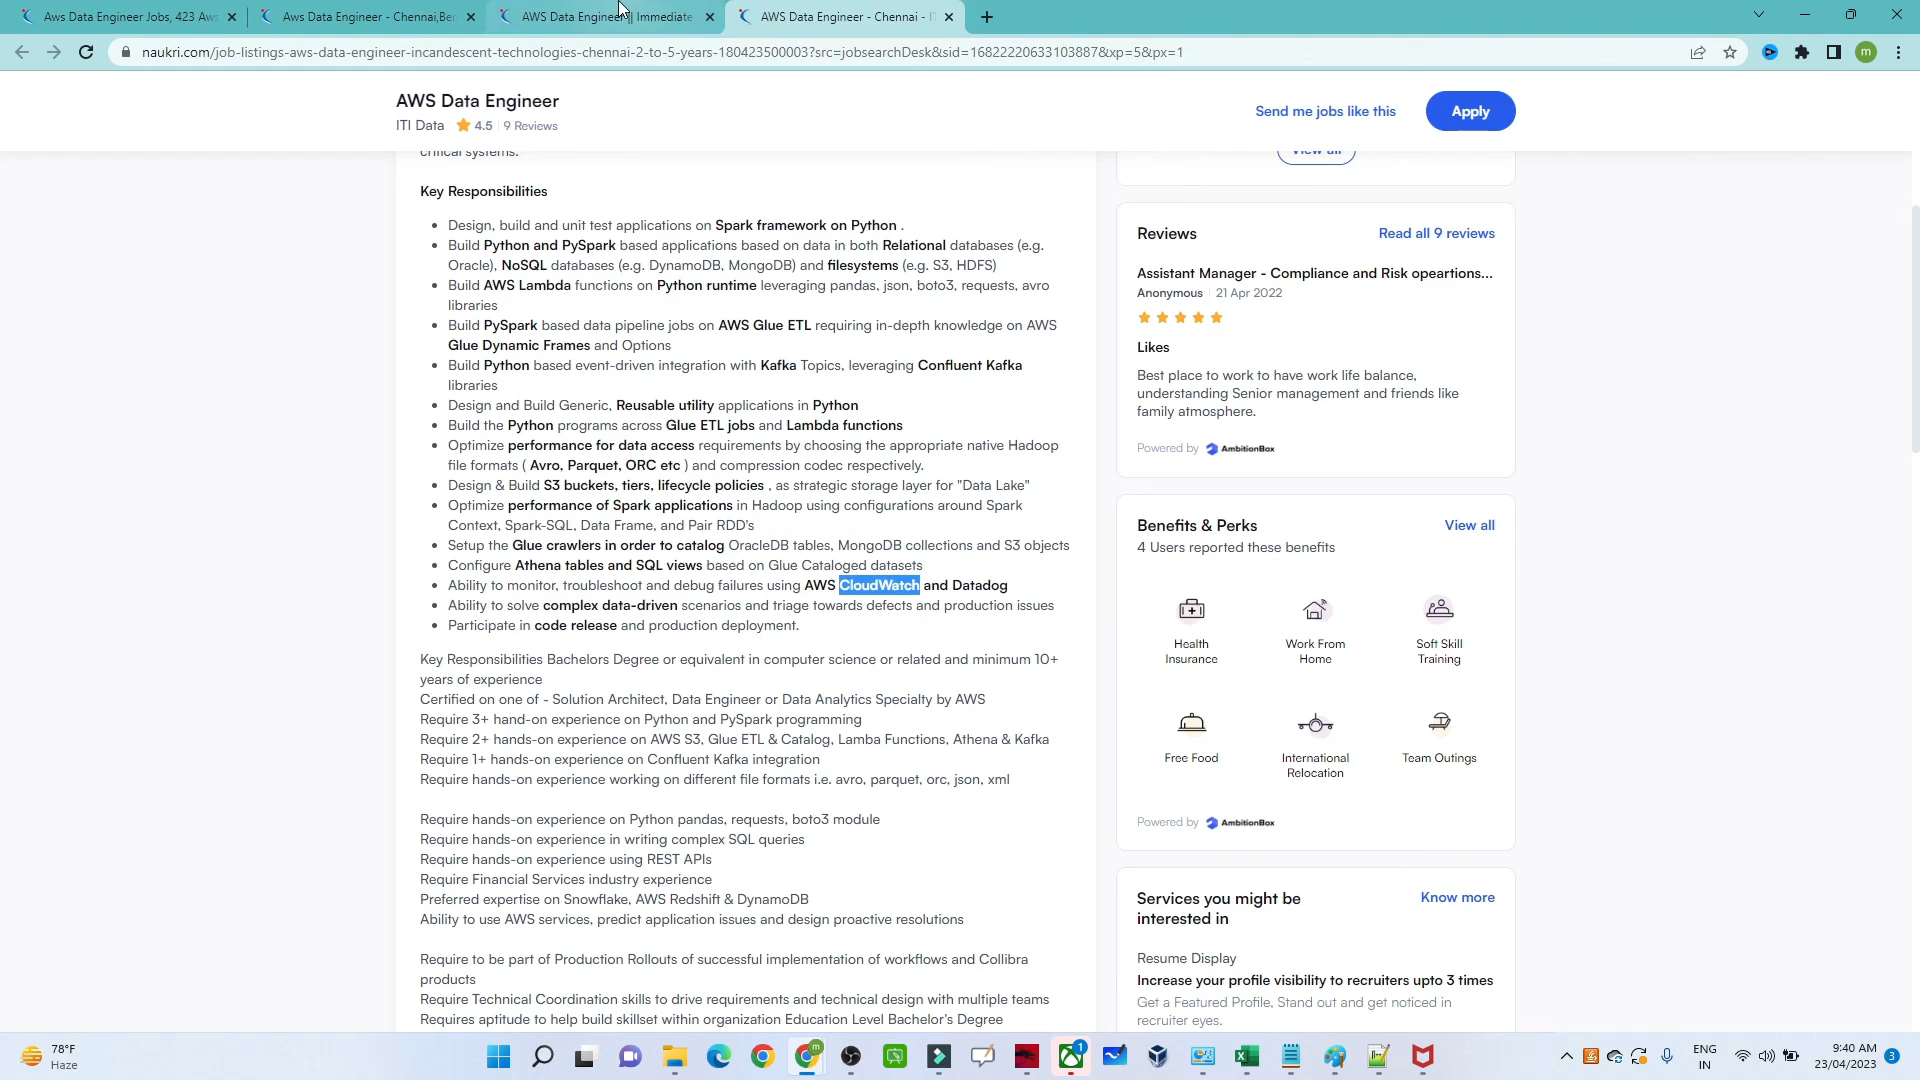 Aws Data Engineer Jobs, 423 Aws
Aws Data Engineer - Chennai,Ben
AWS Data Engineer || Immediate
AWS Data Engineer - Chennai - IT
naukri.com/job-listings-aws-data-engineer-incandescent-technologies-chennai-2-to-5-years-180423500003?src=jobsearchDesk&sid=16822220633103887&xp=5&px=1
m
AWS Data Engineer
ITI Data 4.5 9 Reviews
Send me jobs like this
Apply
critical systems.
View all
Key Responsibilities
Design, build and unit test applications on Spark framework on Python .
Build Python and PySpark based applications based on data in both Relational databases (e.g.
Oracle), NoSQL databases (e.g. DynamoDB, MongoDB) and filesystems (e.g. S3, HDFS)
Build AWS Lambda functions on Python runtime leveraging pandas, json, boto3, requests, avro
libraries
Build PySpark based data pipeline jobs on AWS Glue ETL requiring in-depth knowledge on AWS
Glue Dynamic Frames and Options
Build Python based event-driven integration with Kafka Topics, leveraging Confluent Kafka
libraries
Design and Build Generic, Reusable utility applications in Python
Build the Python programs across Glue ETL jobs and Lambda functions
Optimize performance for data access requirements by choosing the appropriate native Hadoop
file formats ( Avro, Parquet, ORC etc ) and compression codec respectively.
Design & Build S3 buckets, tiers, lifecycle policies , as strategic storage layer for "Data Lake"
Optimize performance of Spark applications in Hadoop using configurations around Spark
Context, Spark-SQL, Data Frame, and Pair RDD's
Setup the Glue crawlers in order to catalog OracleDB tables, MongoDB collections and S3 objects
Configure Athena tables and SQL views based on Glue Cataloged datasets
Ability to monitor, troubleshoot and debug failures using AWS CloudWatch and Datadog
Ability to solve complex data-driven scenarios and triage towards defects and production issues
Participate in code release and production deployment.
Key Responsibilities Bachelors Degree or equivalent in computer science or related and minimum 10+
years of experience
Certified on one of - Solution Architect, Data Engineer or Data Analytics Specialty by AWS
Require 3+ hand-on experience on Python and PySpark programming
Require 2+ hands-on experience on AWS S3, Glue ETL & Catalog, Lamba Functions, Athena & Kafka
Require 1+ hands-on experience on Confluent Kafka integration
Require hands-on experience working on different file formats i.e. avro, parquet, orc, json, xml
Require hands-on experience on Python pandas, requests, boto3 module
Require hands-on experience in writing complex SQL queries
Require hands-on experience using REST APIs
Require Financial Services industry experience
Preferred expertise on Snowflake, AWS Redshift & DynamoDB
Ability to use AWS services, predict application issues and design proactive resolutions
Require to be part of Production Rollouts of successful implementation of workflows and Collibra
products
Require Technical Coordination skills to drive requirements and technical design with multiple teams
Requires aptitude to help build skillset within organization Education Level Bachelor's Degree
Reviews
Read all 9 reviews
Assistant Manager - Compliance and Risk opeartions...
Anonymous 21 Apr 2022
Likes
Best place to work to have work life balance,
understanding Senior management and friends like
family atmosphere.
Powered by AmbitionBox
Benefits & Perks
View all
4 Users reported these benefits
Health
Insurance
Work From
Home
Soft Skill
Training
Free Food
International
Relocation
Team Outings
Powered by AmbitionBox
Services you might be
interested in
Know more
Resume Display
Increase your profile visibility to recruiters upto 3 times
Get a Featured Profile, Stand out and get noticed in
recruiter eyes.
78°F
Haze
m
1
ENG
IN
9:40 AM
23/04/2023
3